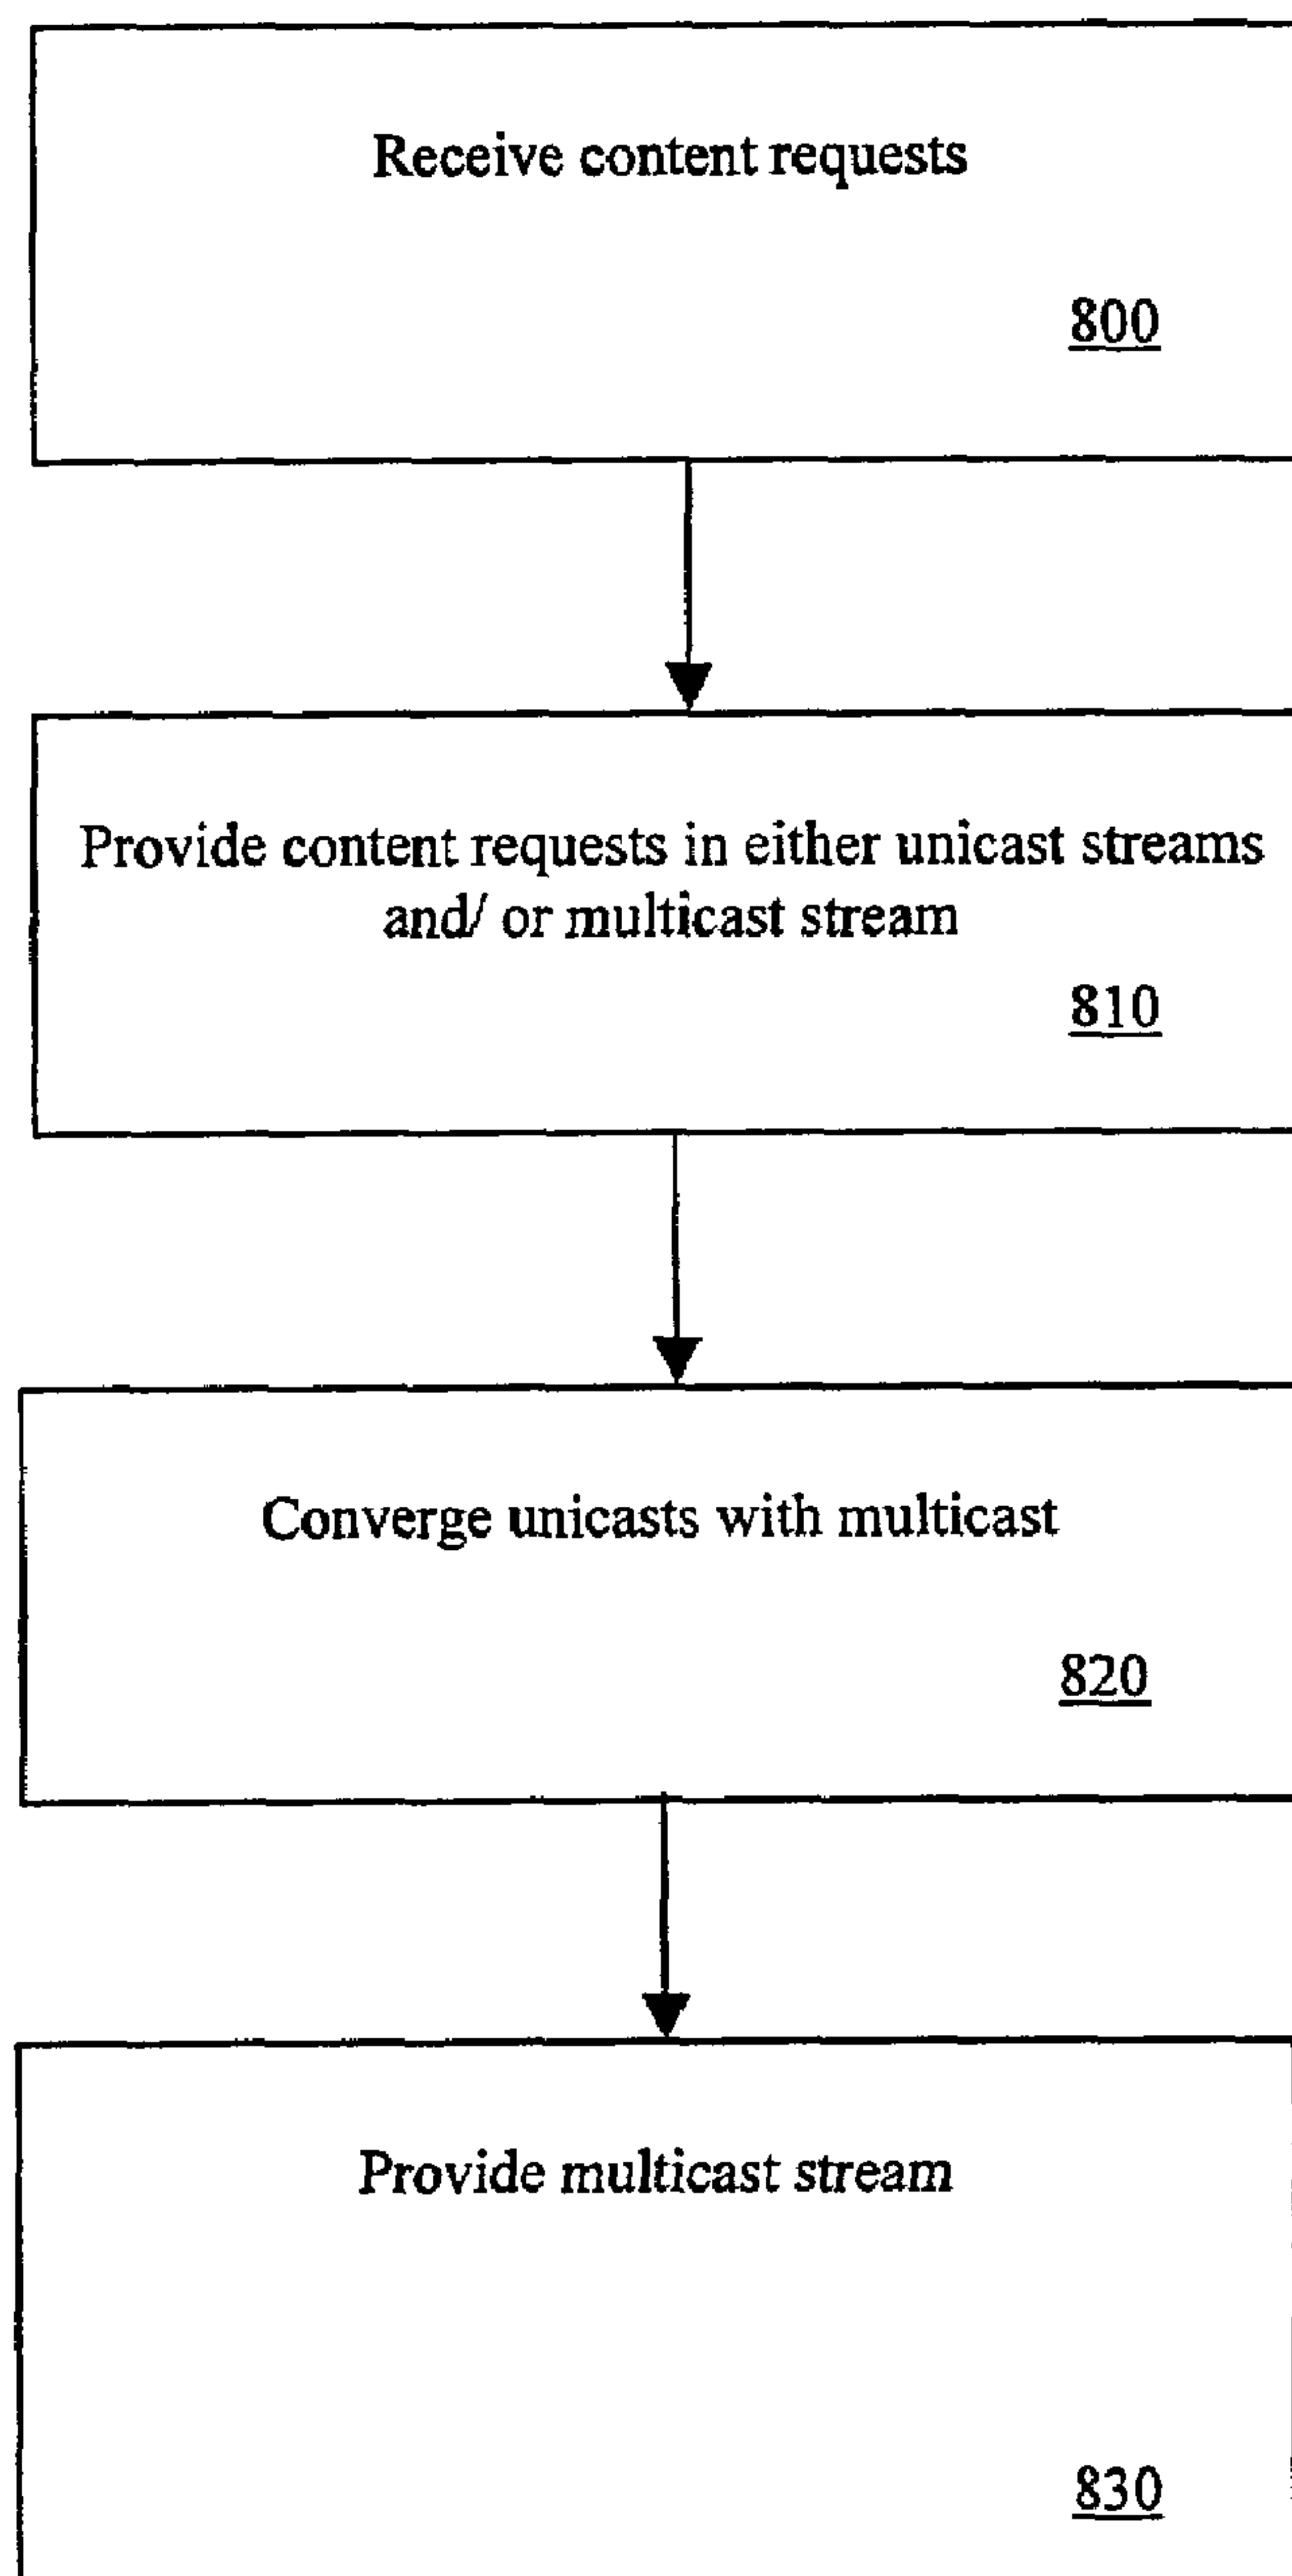 Receive content requests
800
Provide content requests in either unicast streams
and/ or multicast stream
810
Converge unicasts with multicast
820
Provide multicast stream
830